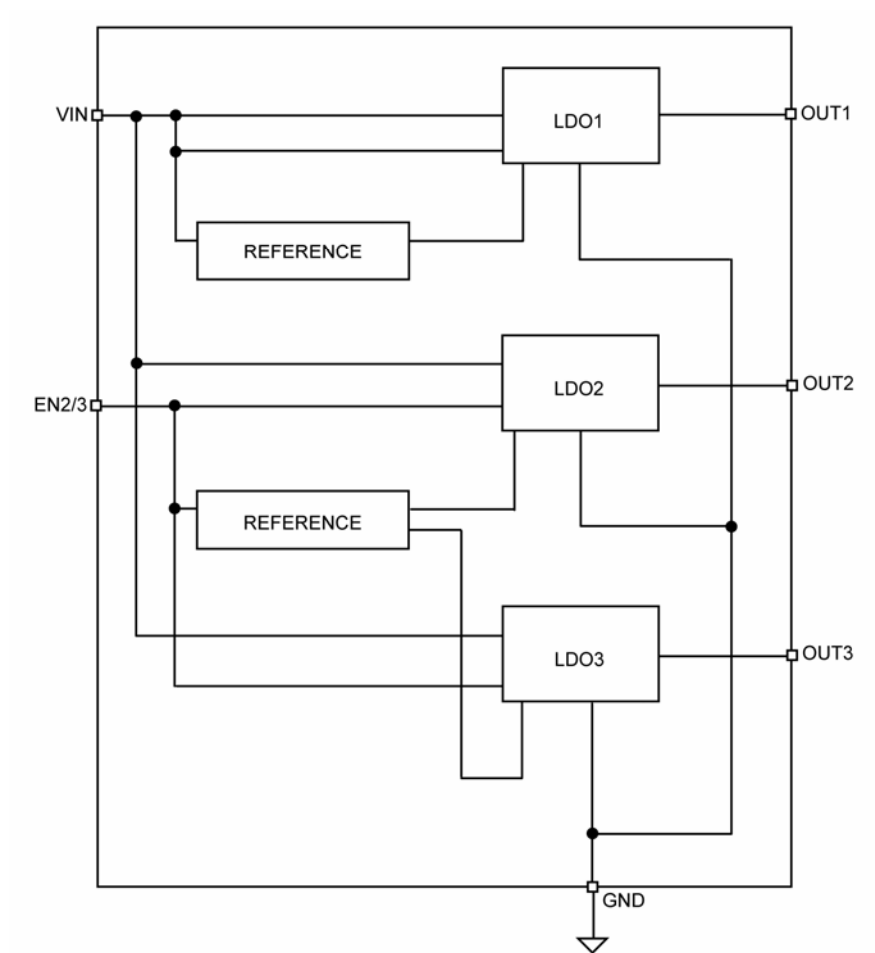 VIN
LDO1
OUT1
REFERENCE
EN2/3
LDO2
OUT2
REFERENCE
LDO3
OUT3
GND